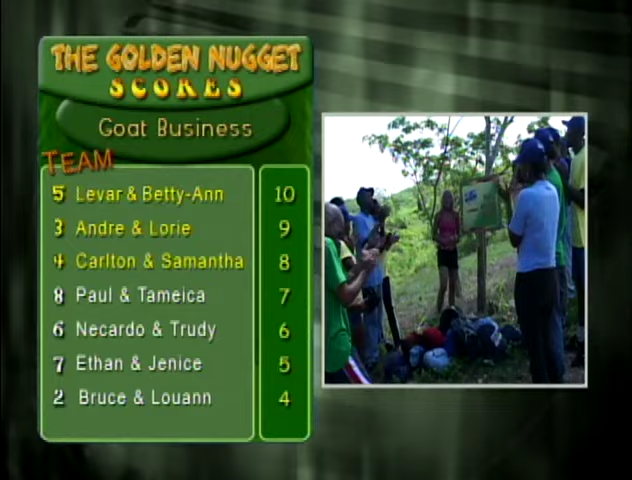 THE GOLDEN NUGGET
SCORES
Goat Business
TEAM
5 Levar & Betty-Ann 10
3 Andre & Lorie 9
4 Carlton & Samantha 8
8 Paul & Tameica 7
6 Necardo & Trudy 6
7 Ethan & Jenice 5
2 Bruce & Louann 4